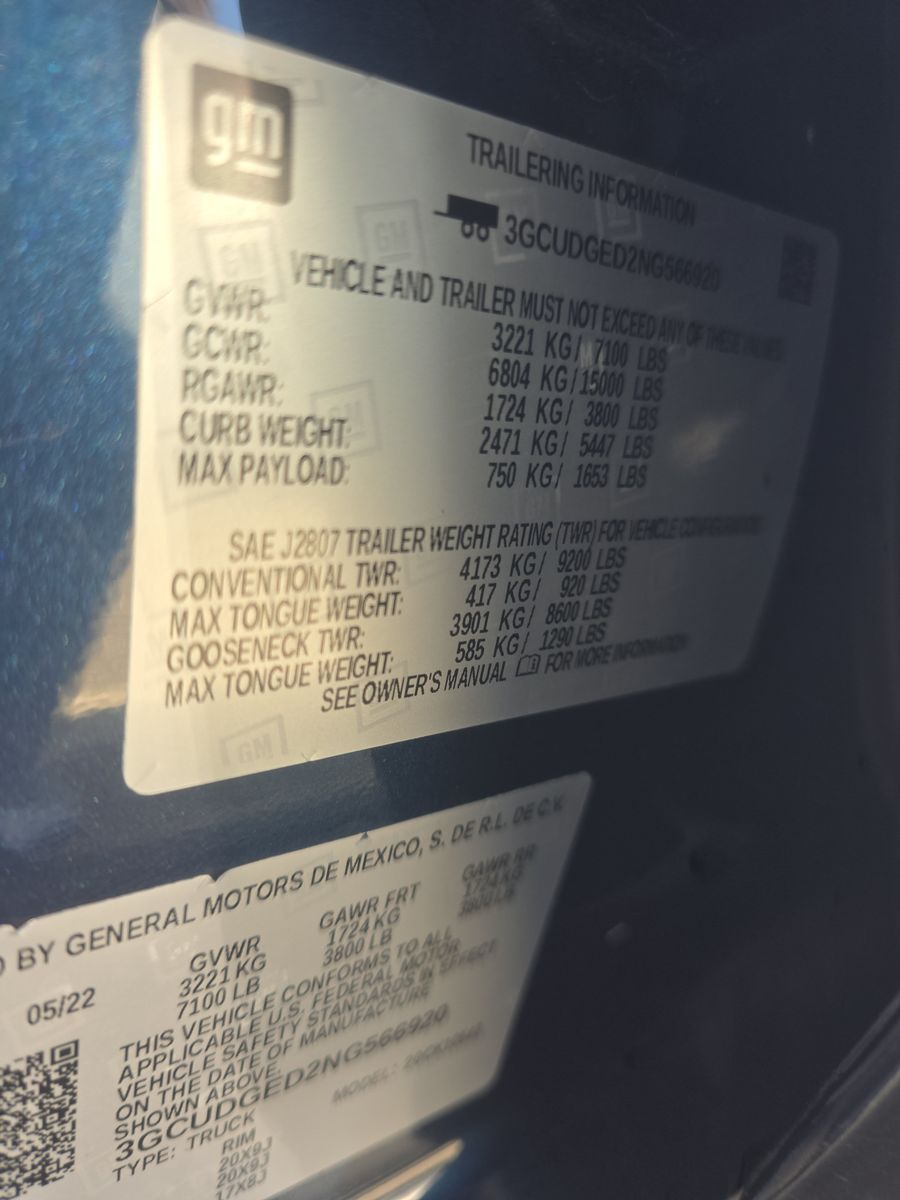 gm
TRAILERING INFORMATION
3GCUDGED2NG566920
VEHICLE AND TRAILER MUST NOT EXCEED ANY OF THESE VALUES
GVWR: 3221 KG/ 7100 LBS
GCWR: 6804 KG/15000 LBS
RGAWR: 1724 KG/ 3800 LBS
CURB WEIGHT: 2471 KG/ 5447 LBS
MAX PAYLOAD: 750 KG/ 1653 LBS
SAE J2807 TRAILER WEIGHT RATING (TWR) FOR VEHICLE CONFIGURATION
CONVENTIONAL TWR: 4173 KG/ 9200 LBS
MAX TONGUE WEIGHT: 417 KG/ 920 LBS
GOOSENECK TWR: 3901 KG/ 8600 LBS
MAX TONGUE WEIGHT: 585 KG/ 1290 LBS
SEE OWNER'S MANUAL FOR MORE INFORMATION
BY GENERAL MOTORS DE MEXICO, S. DE R.L. DE C.V.
05/22 GVWR GAWR FRT GAWR RR
3221 KG 1724 KG 1724 KG
7100 LB 3800 LB 3800 LB
THIS VEHICLE CONFORMS TO ALL
APPLICABLE U.S. FEDERAL MOTOR
VEHICLE SAFETY STANDARDS IN EFFECT
ON THE DATE OF MANUFACTURE
SHOWN ABOVE.
3GCUDGED2NG566920
TYPE: TRUCK MODEL:
RIM
20X9J
20X9J
17X8J